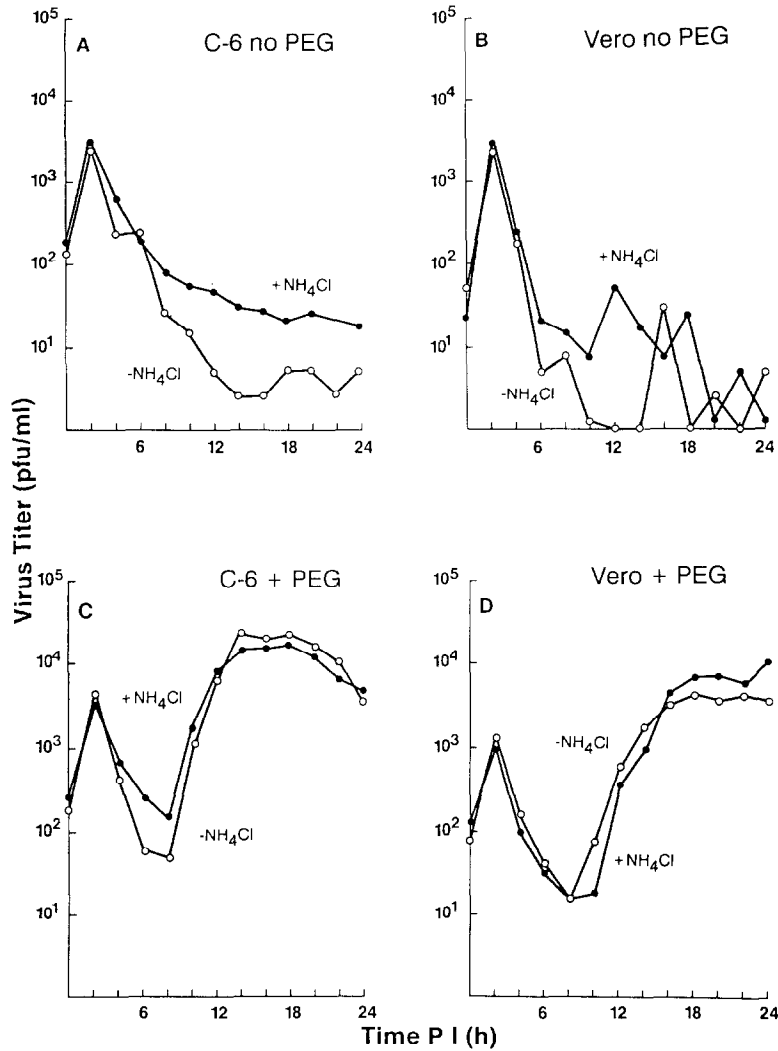 A
C-6 no PEG
10^5
10^4
10^3
10^2
10^1
+NH4Cl
-NH4Cl
6 12 18 24
B
Vero no PEG
10^5
10^4
10^3
10^2
10^1
+NH4Cl
-NH4Cl
6 12 18 24
Virus Titer (pfu/ml)
C
C-6 + PEG
10^5
10^4
10^3
10^2
10^1
+NH4Cl
-NH4Cl
6 12 18 24
D
Vero + PEG
10^5
10^4
10^3
10^2
10^1
-NH4Cl
+NH4Cl
6 12 18 24
Time P I (h)